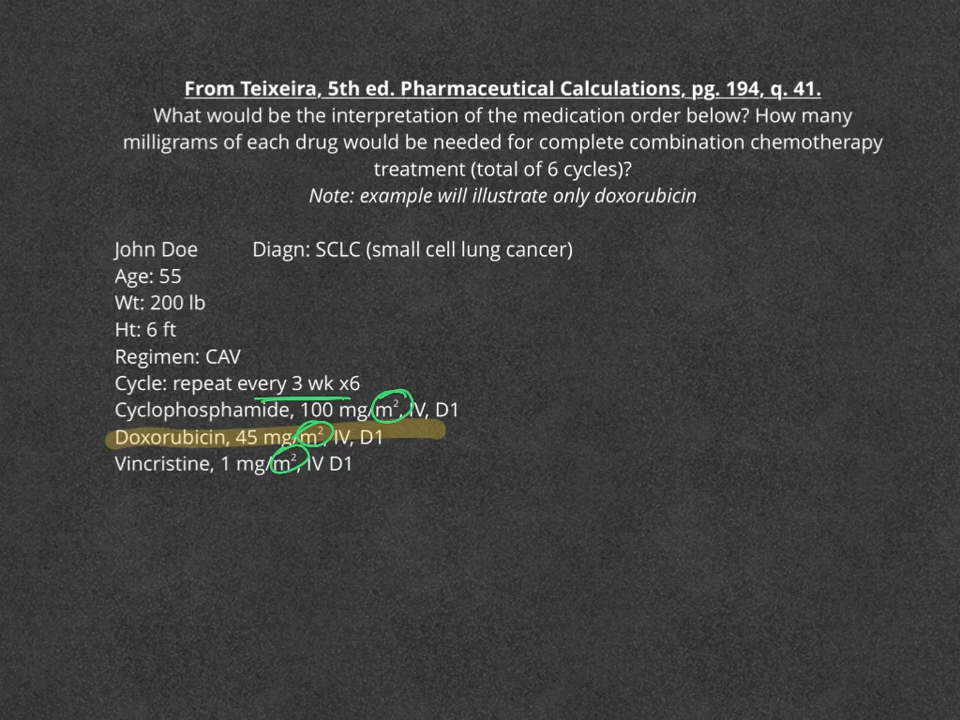 From Teixeira, 5th ed. Pharmaceutical Calculations, pg. 194, q. 41.
What would be the interpretation of the medication order below? How many
milligrams of each drug would be needed for complete combination chemotherapy
treatment (total of 6 cycles)?
Note: example will illustrate only doxorubicin
John Doe Diagn: SCLC (small cell lung cancer)
Age: 55
Wt: 200 lb
Ht: 6 ft
Regimen: CAV
Cycle: repeat every 3 wk x6
Cyclophosphamide, 100 mg/m², IV, D1
Doxorubicin, 45 mg/m², IV, D1
Vincristine, 1 mg/m², IV D1